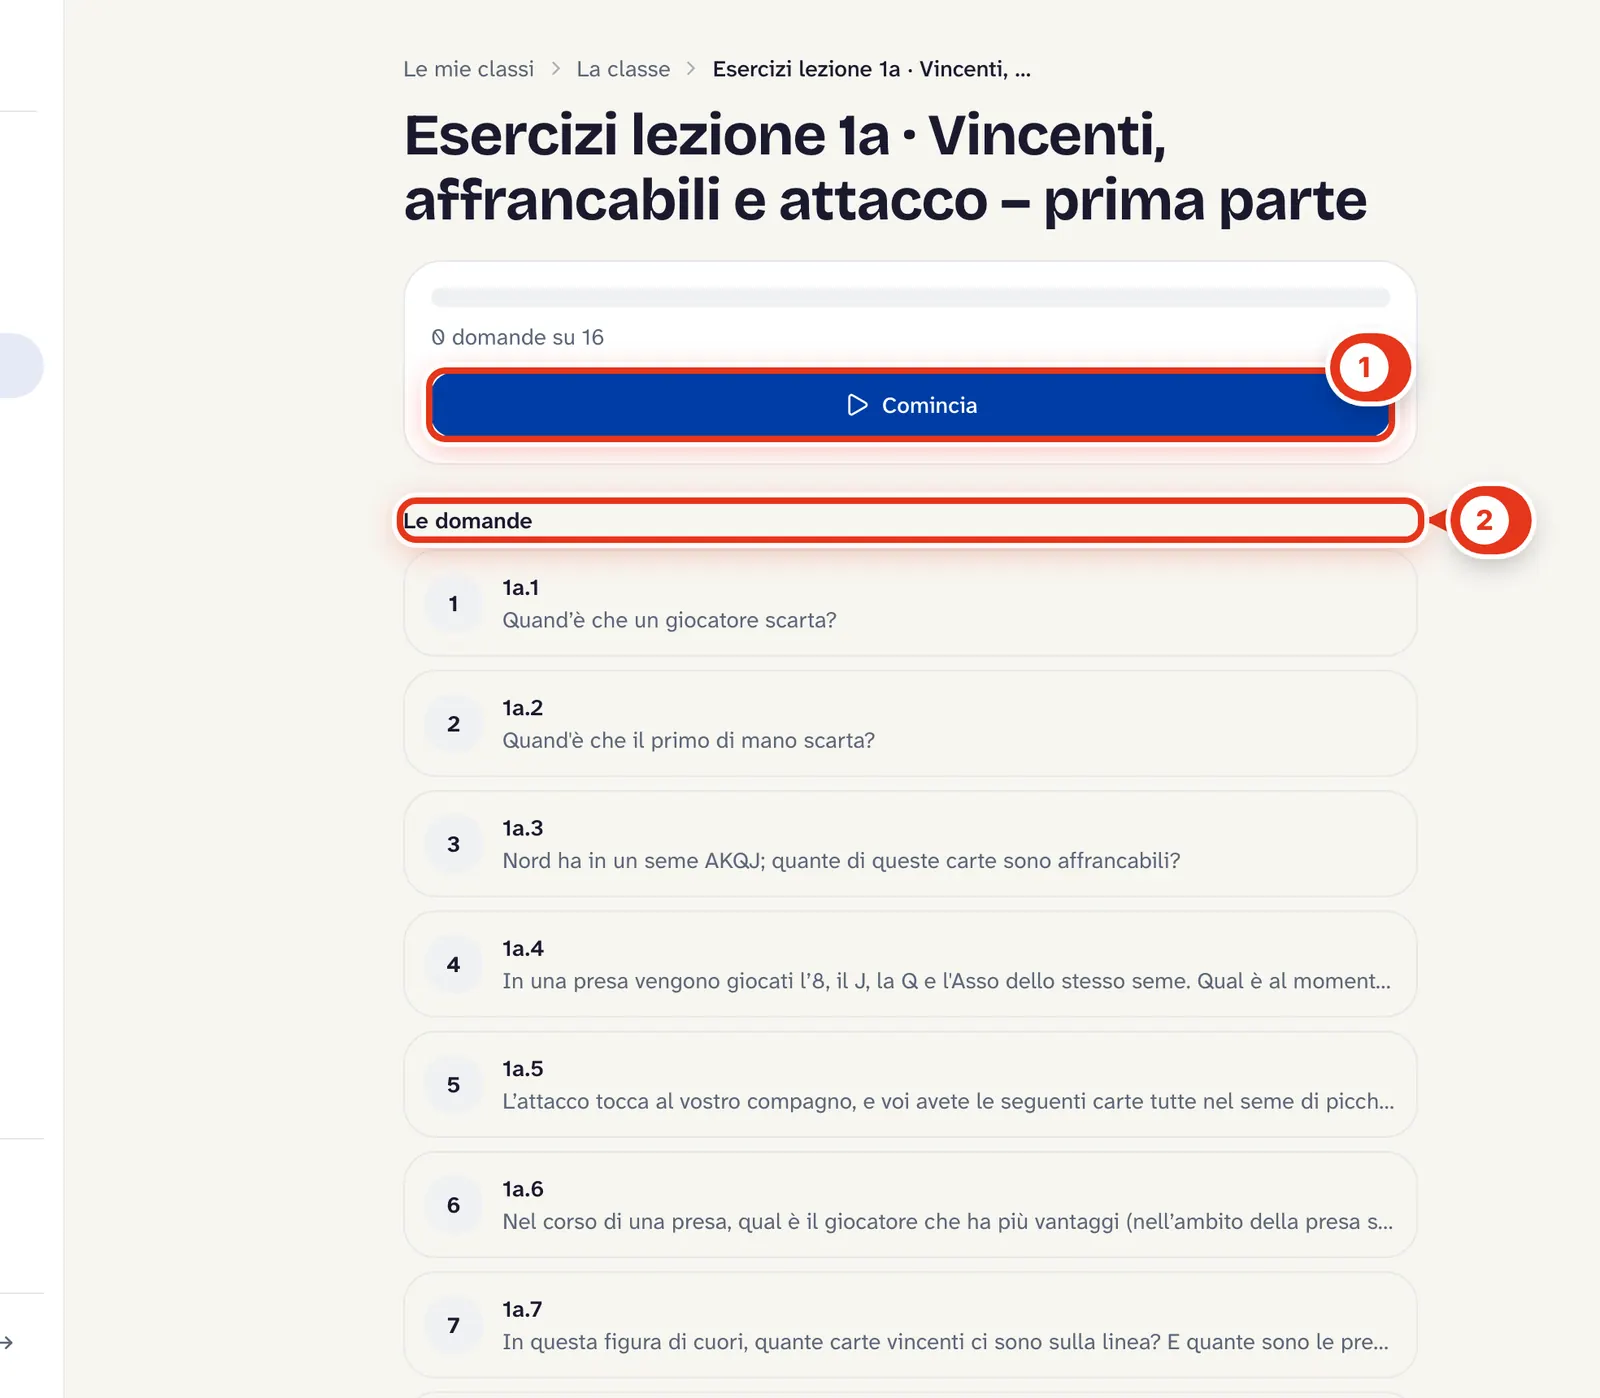 Le mie classi > La classe > Esercizi lezione 1a · Vincenti, ...
Esercizi lezione 1a · Vincenti,
affrancabili e attacco – prima parte
0 domande su 16
1
Comincia
Le domande
2
1
1a.1
Quand’è che un giocatore scarta?
2
1a.2
Quand'è che il primo di mano scarta?
3
1a.3
Nord ha in un seme AKQJ; quante di queste carte sono affrancabili?
4
1a.4
In una presa vengono giocati l’8, il J, la Q e l'Asso dello stesso seme. Qual è al moment...
5
1a.5
L’attacco tocca al vostro compagno, e voi avete le seguenti carte tutte nel seme di picch...
6
1a.6
Nel corso di una presa, qual è il giocatore che ha più vantaggi (nell’ambito della presa s...
7
1a.7
In questa figura di cuori, quante carte vincenti ci sono sulla linea? E quante sono le pre...